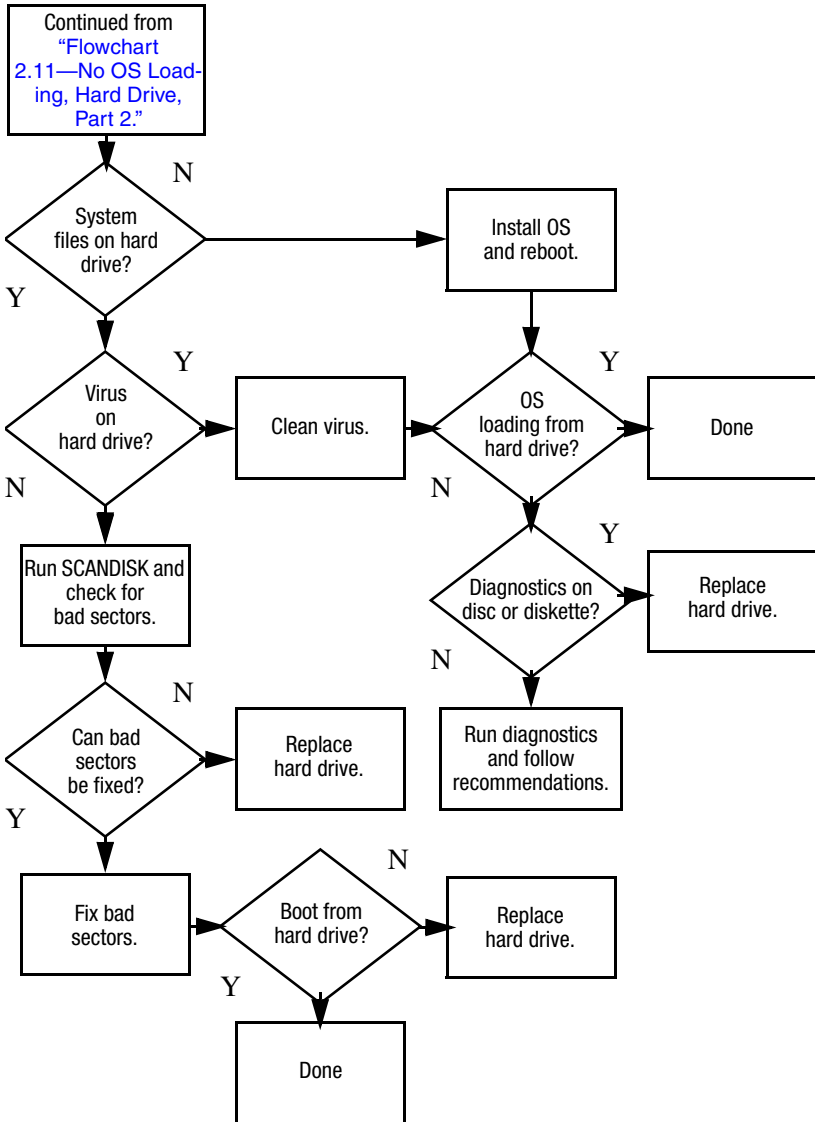 Continued from
“Flowchart
2.11—No OS Load-
ing, Hard Drive,
Part 2.”
N
System
files on hard
drive?
Install OS
and reboot.
Y
Y
Virus
on
hard drive?
Clean virus.
OS
loading from
hard drive?
Y
Done
N
N
Run SCANDISK and
check for
bad sectors.
Y
Diagnostics on
disc or diskette?
Replace
hard drive.
N
N
Can bad
sectors
be fixed?
Replace
hard drive.
Run diagnostics
and follow
recommendations.
Y
Fix bad
sectors.
N
Boot from
hard drive?
Replace
hard drive.
Y
Done